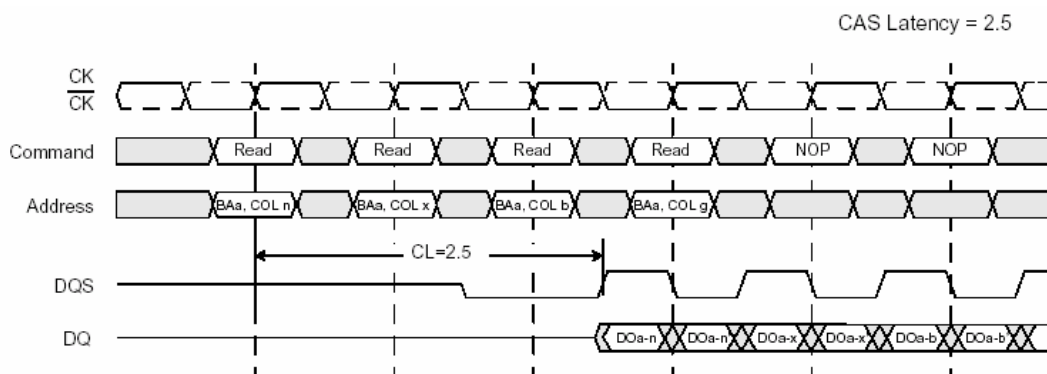 CAS Latency = 2.5
CK
CK
Command Read Read Read Read NOP NOP
Address BAa, COL n BAa, COL x BAa, COL b BAa, COL g
CL=2.5
DQS
DQ DOa-n DOa-n' DOa-x DOa-x' DOa-b DOa-b'